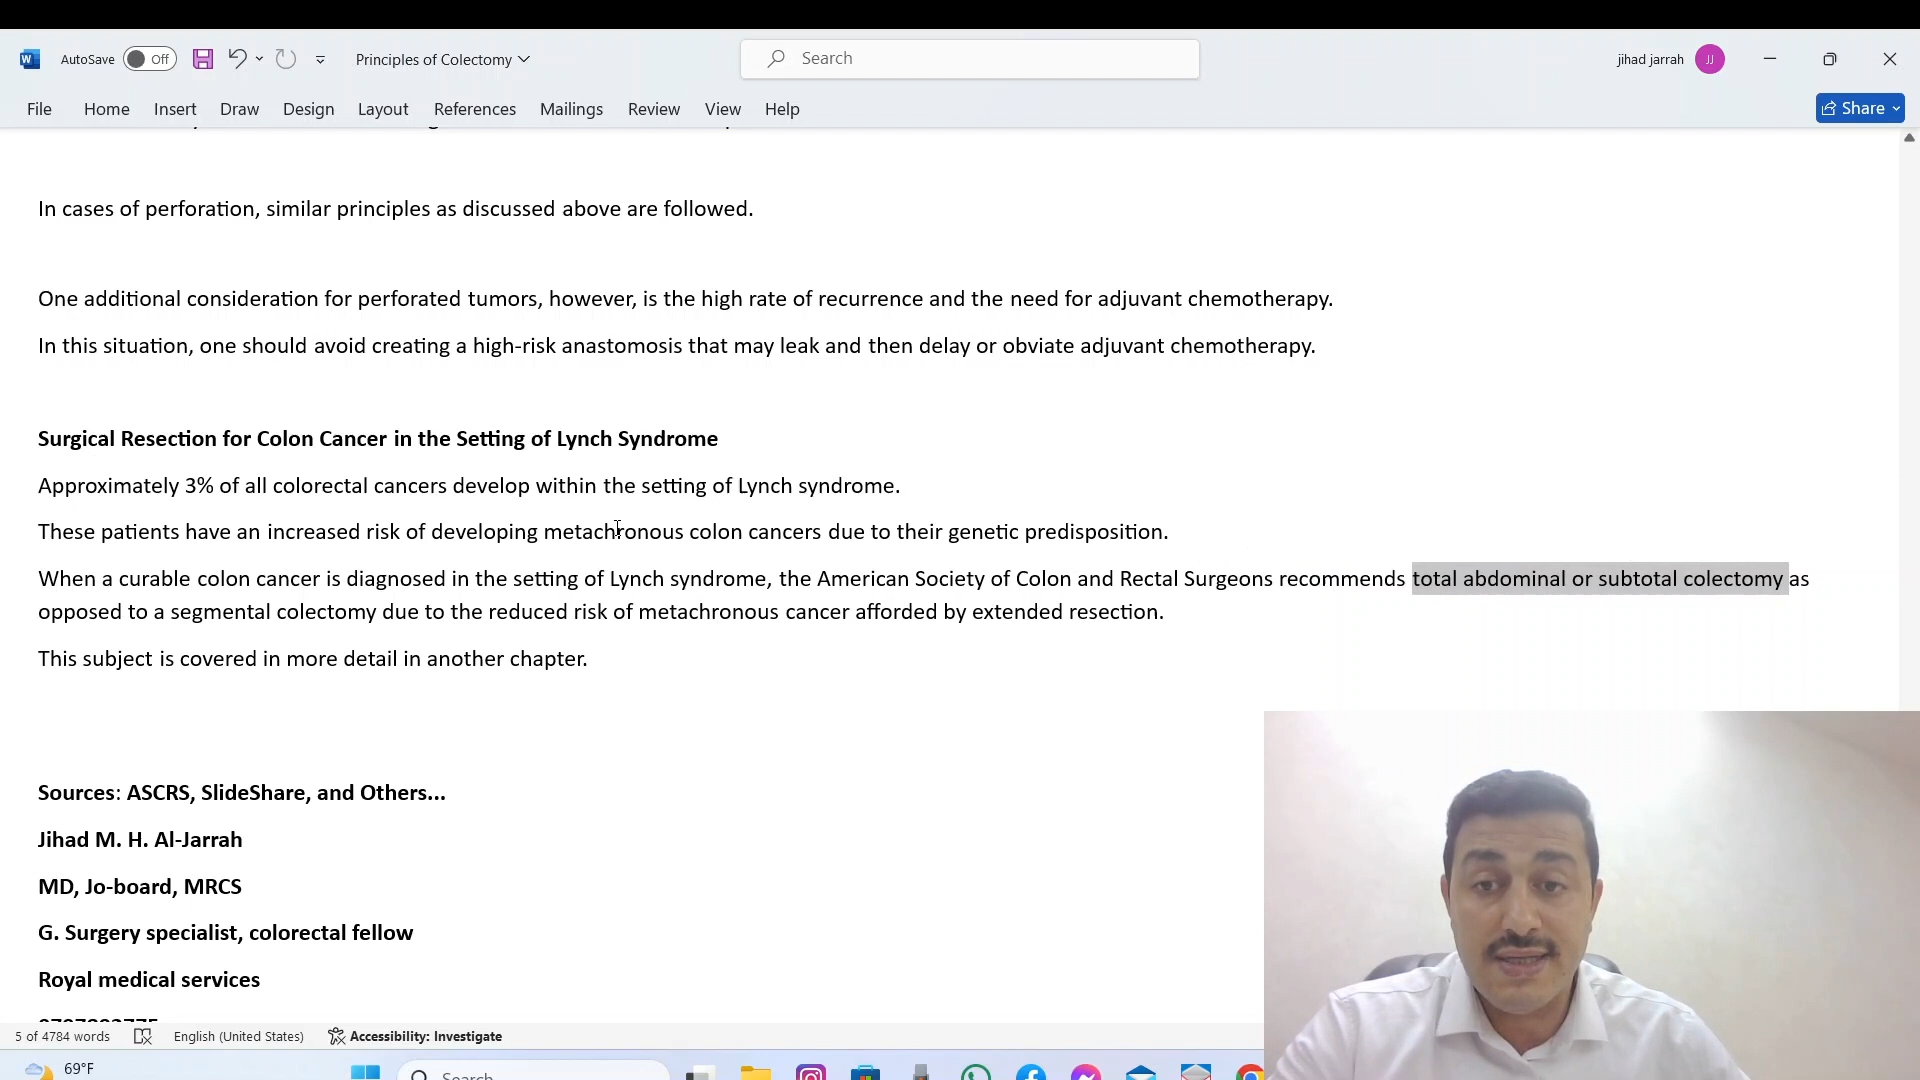 AutoSave Off Principles of Colectomy Search jihad jarrah JJ
File Home Insert Draw Design Layout References Mailings Review View Help Share
In cases of perforation, similar principles as discussed above are followed.
One additional consideration for perforated tumors, however, is the high rate of recurrence and the need for adjuvant chemotherapy.
In this situation, one should avoid creating a high-risk anastomosis that may leak and then delay or obviate adjuvant chemotherapy.
Surgical Resection for Colon Cancer in the Setting of Lynch Syndrome
Approximately 3% of all colorectal cancers develop within the setting of Lynch syndrome.
These patients have an increased risk of developing metachronous colon cancers due to their genetic predisposition.
When a curable colon cancer is diagnosed in the setting of Lynch syndrome, the American Society of Colon and Rectal Surgeons recommends total abdominal or subtotal colectomy as
opposed to a segmental colectomy due to the reduced risk of metachronous cancer afforded by extended resection.
This subject is covered in more detail in another chapter.
Sources: ASCRS, SlideShare, and Others...
Jihad M. H. Al-Jarrah
MD, Jo-board, MRCS
G. Surgery specialist, colorectal fellow
Royal medical services
5 of 4784 words English (United States) Accessibility: Investigate
69°F Search